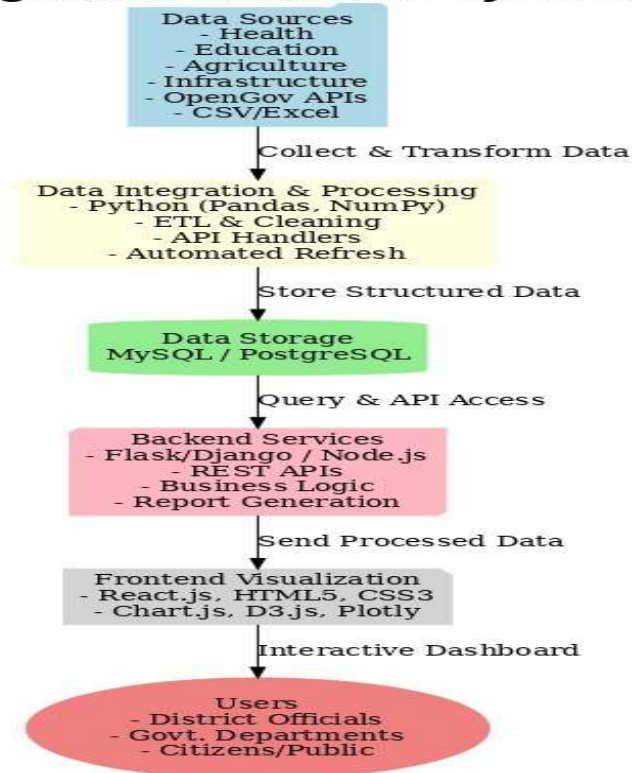 Data Sources
- Health
- Education
- Agriculture
- Infrastructure
- OpenGov APIs
- CSV/Excel
Collect & Transform Data
Data Integration & Processing
- Python (Pandas, NumPy)
- ETL & Cleaning
- API Handlers
- Automated Refresh
Store Structured Data
Data Storage
MySQL / PostgreSQL
Query & API Access
Backend Services
- Flask/Django / Node.js
- REST APIs
- Business Logic
- Report Generation
Send Processed Data
Frontend Visualization
- React.js, HTML5, CSS3
- Chart.js, D3.js, Plotly
Interactive Dashboard
Users
- District Officials
- Govt. Departments
- Citizens/Public